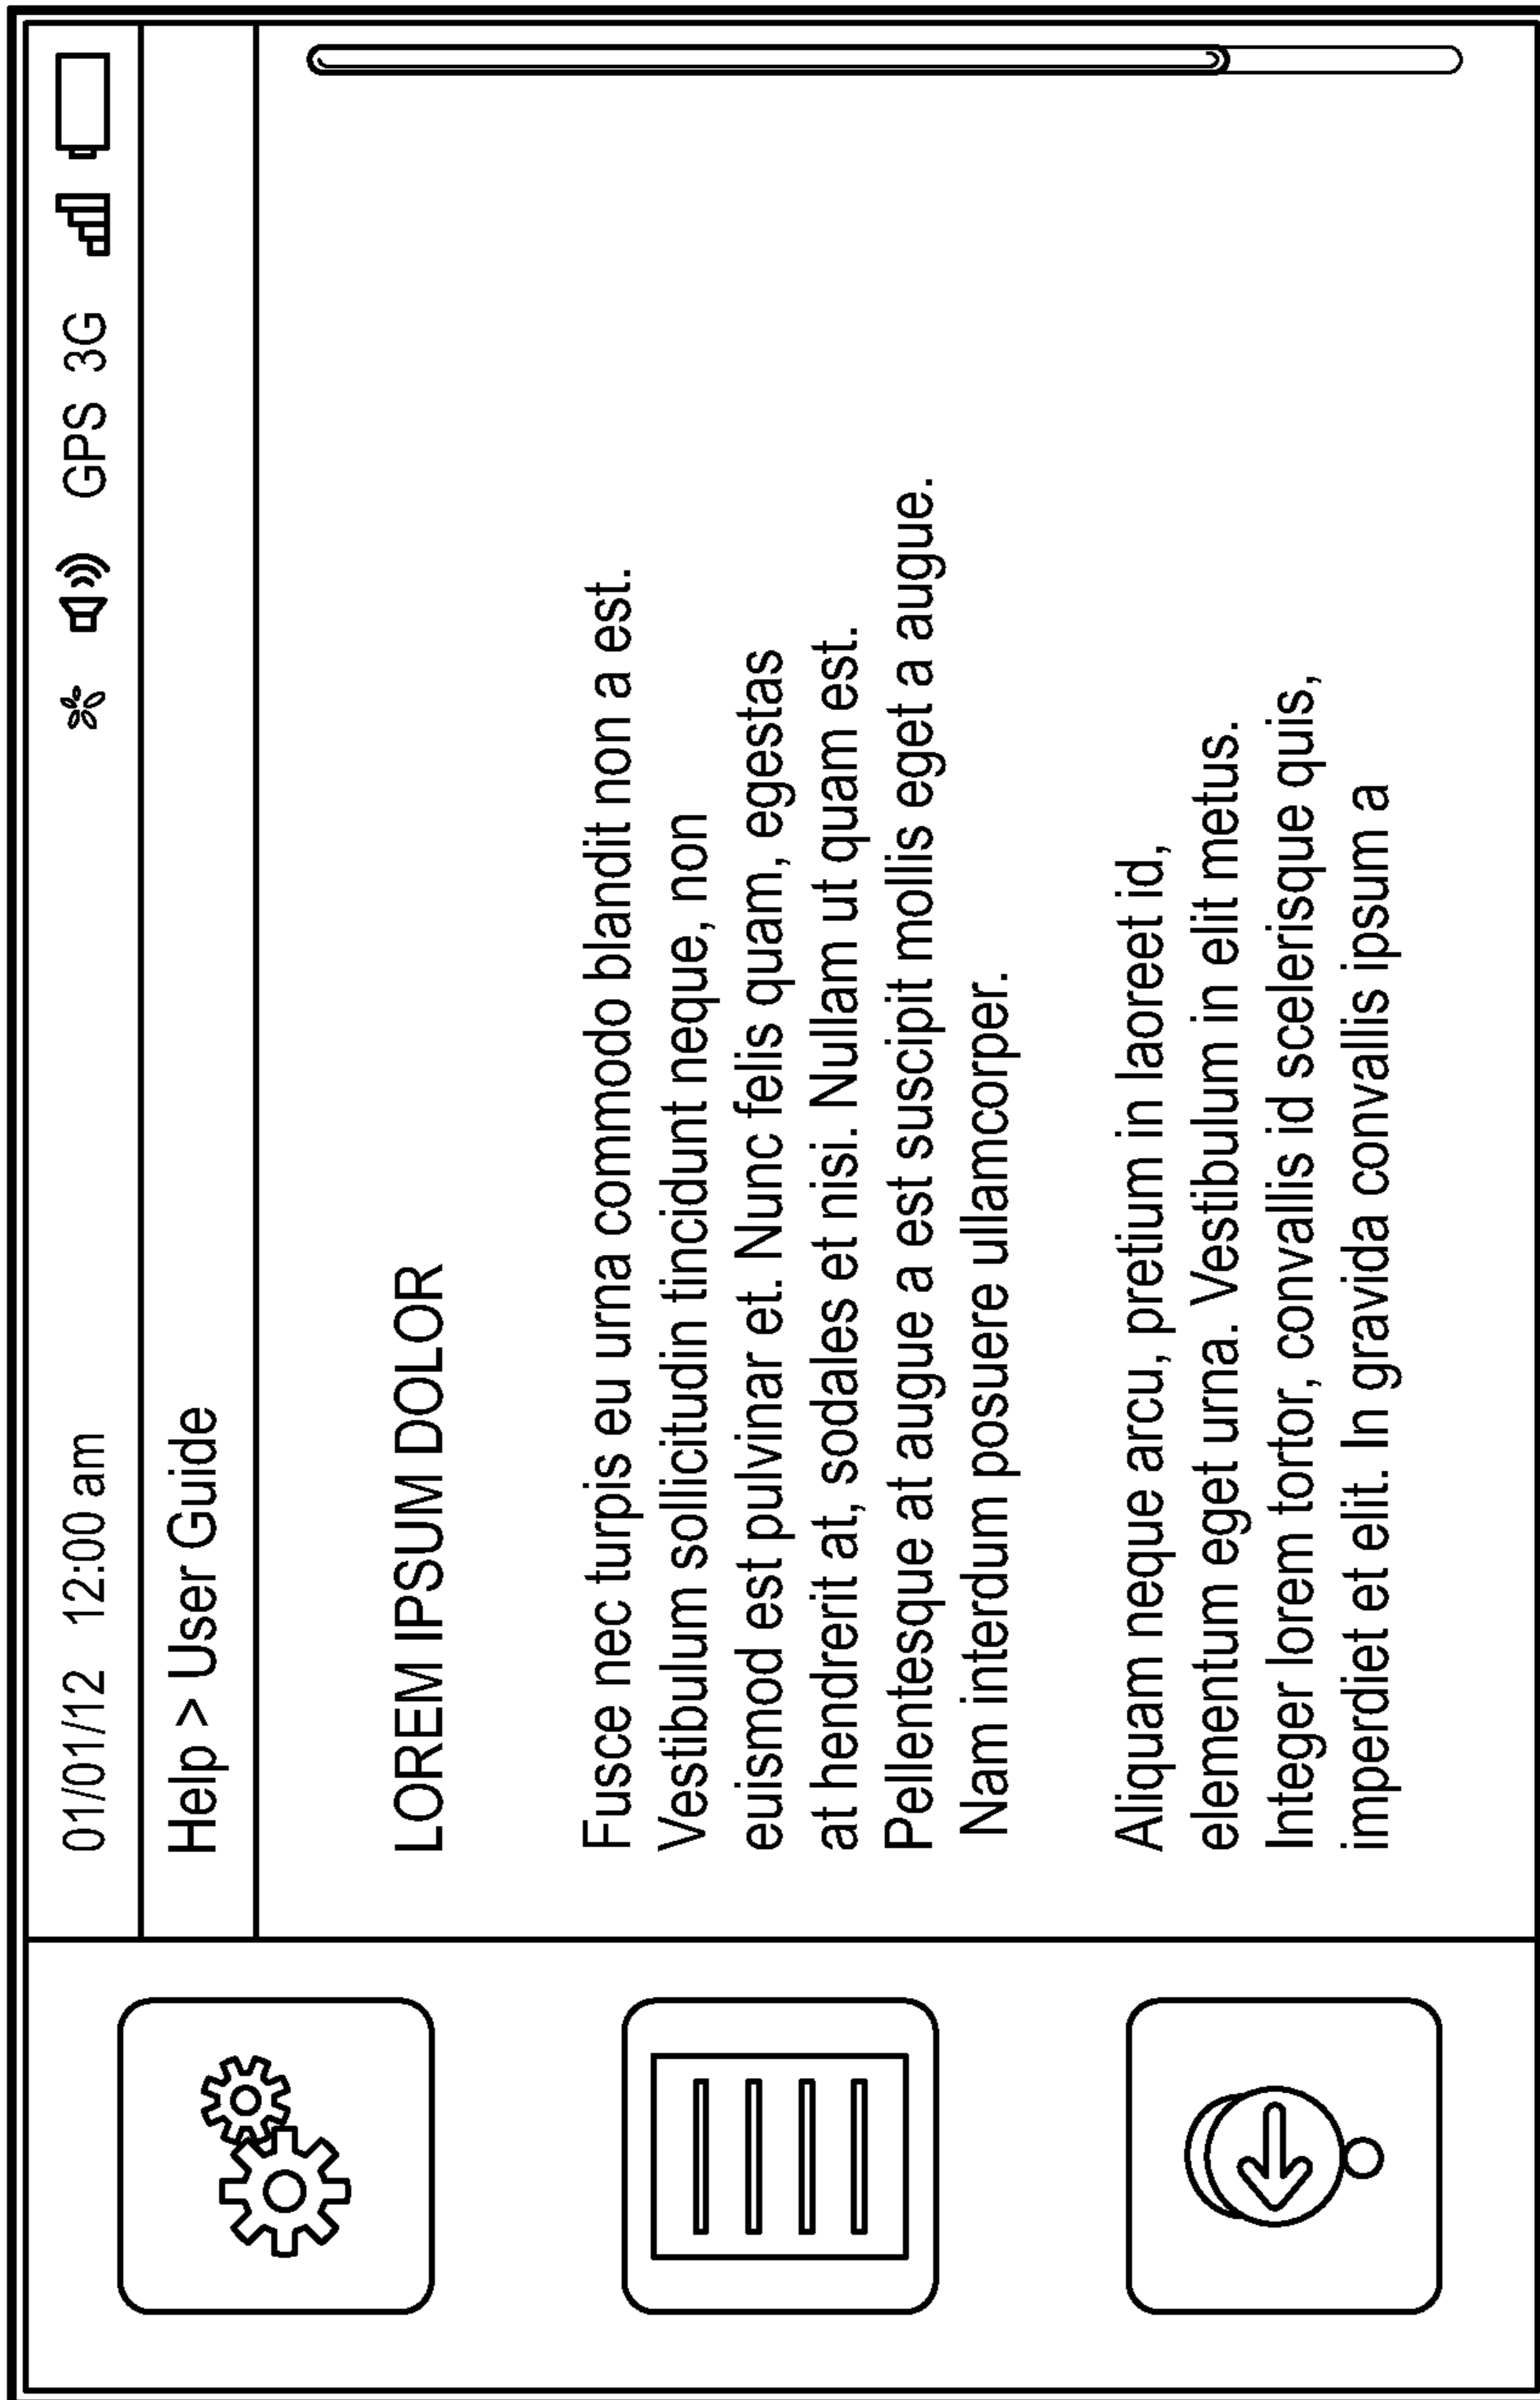 01/01/12 12:00 am GPS 3G
Help > User Guide
LOREM IPSUM DOLOR
Fusce nec turpis eu urna commodo blandit non a est.
Vestibulum sollicitudin tincidunt neque, non
euismod est pulvinar et. Nunc felis quam, egestas
at hendrerit at, sodales et nisi. Nullam ut quam est.
Pellentesque at augue a est suscipit mollis eget a augue.
Nam interdum posuere ullamcorper.
Aliquam neque arcu, pretium in laoreet id,
elementum eget urna. Vestibulum in elit metus.
Integer lorem tortor, convallis id scelerisque quis,
imperdiet et elit. In gravida convallis ipsum a